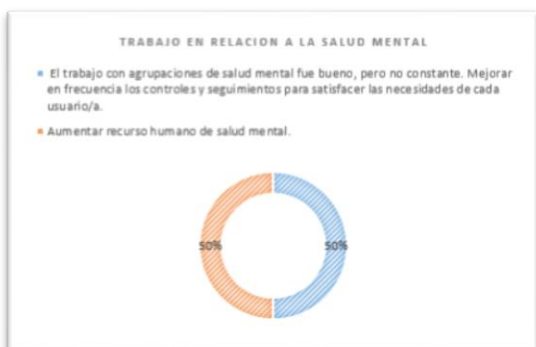 TRABAJO EN RELACION A LA SALUD MENTAL
El trabajo con agrupaciones de salud mental fue bueno, pero no constante. Mejorar
en frecuencia los controles y seguimientos para satisfacer las necesidades de cada
usuario/a.
Aumentar recurso humano de salud mental.
50% 50%